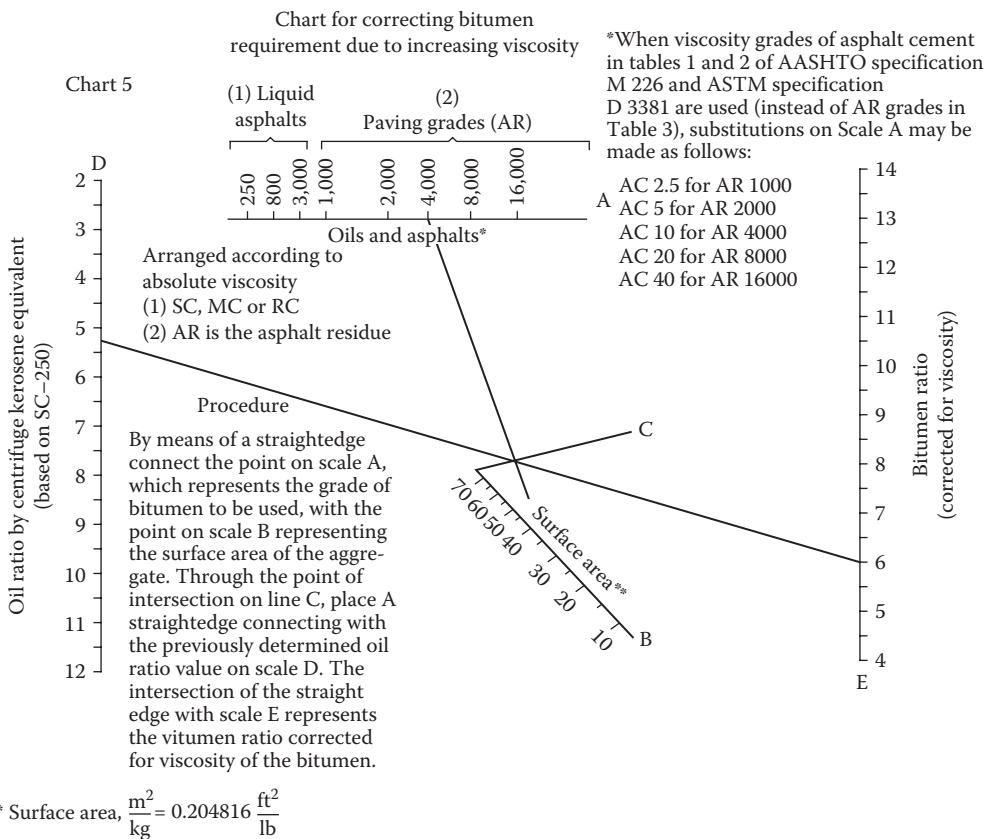 Chart for correcting bitumen
requirement due to increasing viscosity
Chart 5
(1) Liquid
asphalts
(2)
Paving grades (AR)
*When viscosity grades of asphalt cement
in tables 1 and 2 of AASHTO specification
M 226 and ASTM specification
D 3381 are used (instead of AR grades in
Table 3), substitutions on Scale A may be
made as follows:
AC 2.5 for AR 1000
AC 5 for AR 2000
AC 10 for AR 4000
AC 20 for AR 8000
AC 40 for AR 16000
250
800
3,000
1,000
2,000
4,000
8,000
16,000
A
Oils and asphalts*
Arranged according to
absolute viscosity
(1) SC, MC or RC
(2) AR is the asphalt residue
D
2
3
4
5
6
7
8
9
10
11
12
Oil ratio by centrifuge kerosene equivalent
(based on SC–250)
Procedure
By means of a straightedge
connect the point on scale A,
which represents the grade of
bitumen to be used, with the
point on scale B representing
the surface area of the aggre-
gate. Through the point of
intersection on line C, place A
straightedge connecting with
the previously determined oil
ratio value on scale D. The
intersection of the straight
edge with scale E represents
the vitumen ratio corrected
for viscosity of the bitumen.
C
70
60
50
40
30
20
10
Surface area**
B
14
13
12
11
10
9
8
7
6
5
4
E
Bitumen ratio
(corrected for viscosity)
* Surface area, m²/kg = 0.204816 ft²/lb